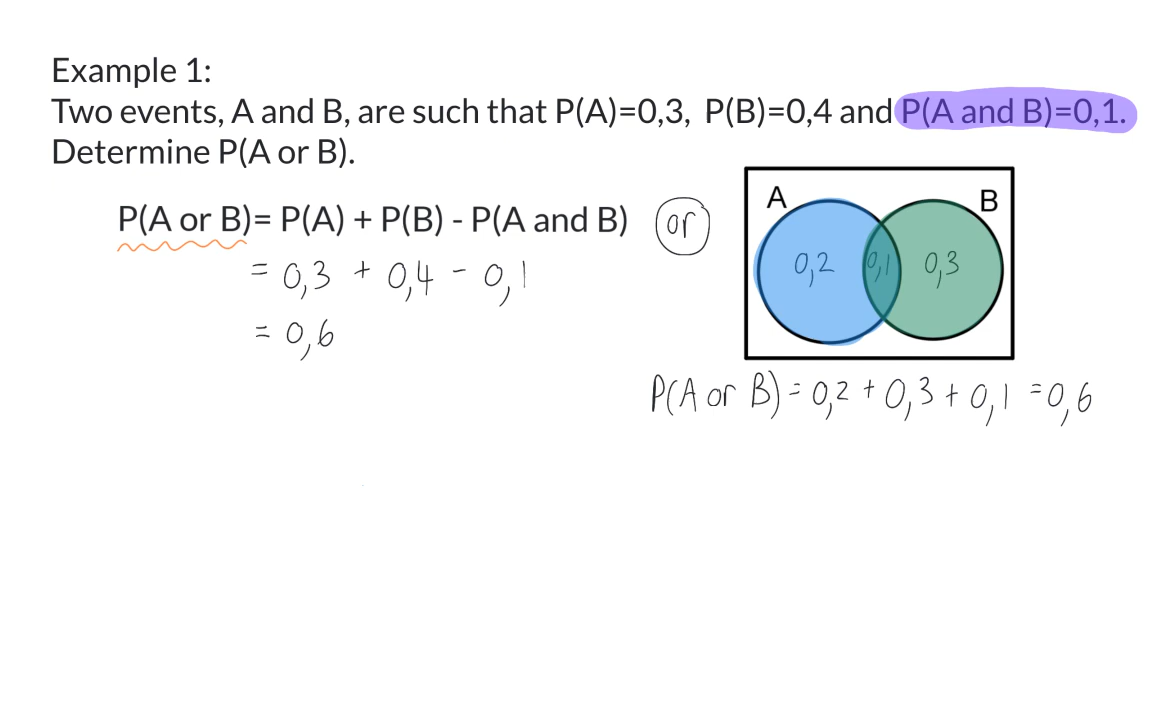 Example 1:
Two events, A and B, are such that P(A)=0,3, P(B)=0,4 and P(A and B)=0,1.
Determine P(A or B).
P(A or B)= P(A) + P(B) - P(A and B) or
= 0,3 + 0,4 - 0,1
= 0,6
A B
0,2 0,1 0,3
P(A or B) = 0,2 + 0,3 + 0,1 = 0,6